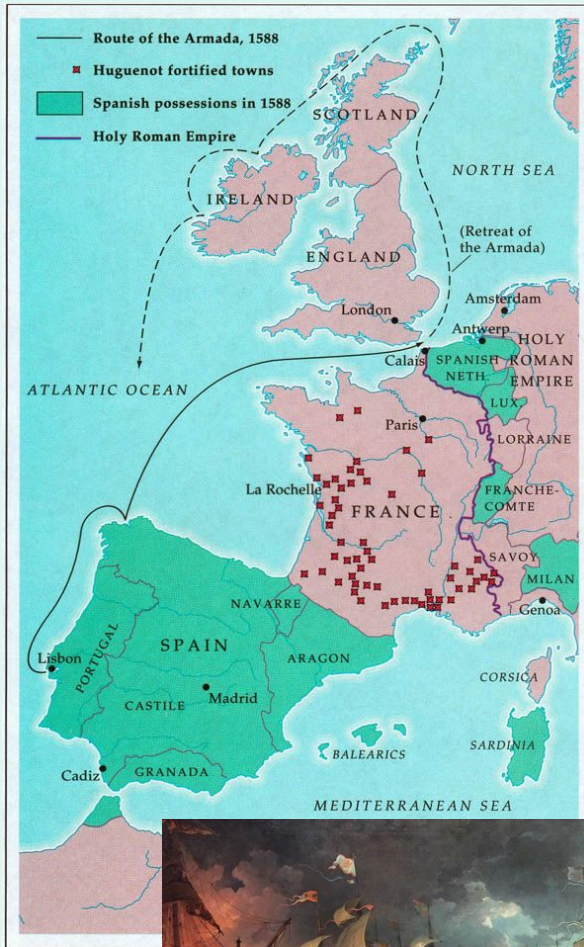 Route of the Armada, 1588
Huguenot fortified towns
Spanish possessions in 1588
Holy Roman Empire
SCOTLAND
NORTH SEA
IRELAND
(Retreat of
the Armada)
ENGLAND
London
Amsterdam
Antwerp
HOLY
ROMAN
EMPIRE
Calais
SPANISH
NETH.
LUX.
ATLANTIC OCEAN
Paris
LORRAINE
La Rochelle
FRANCE
FRANCHE-
COMTE
SAVOY
MILAN
Genoa
NAVARRE
SPAIN
ARAGON
PORTUGAL
Lisbon
CASTILE
Madrid
CORSICA
BALEARICS
SARDINIA
Cadiz
GRANADA
MEDITERRANEAN SEA